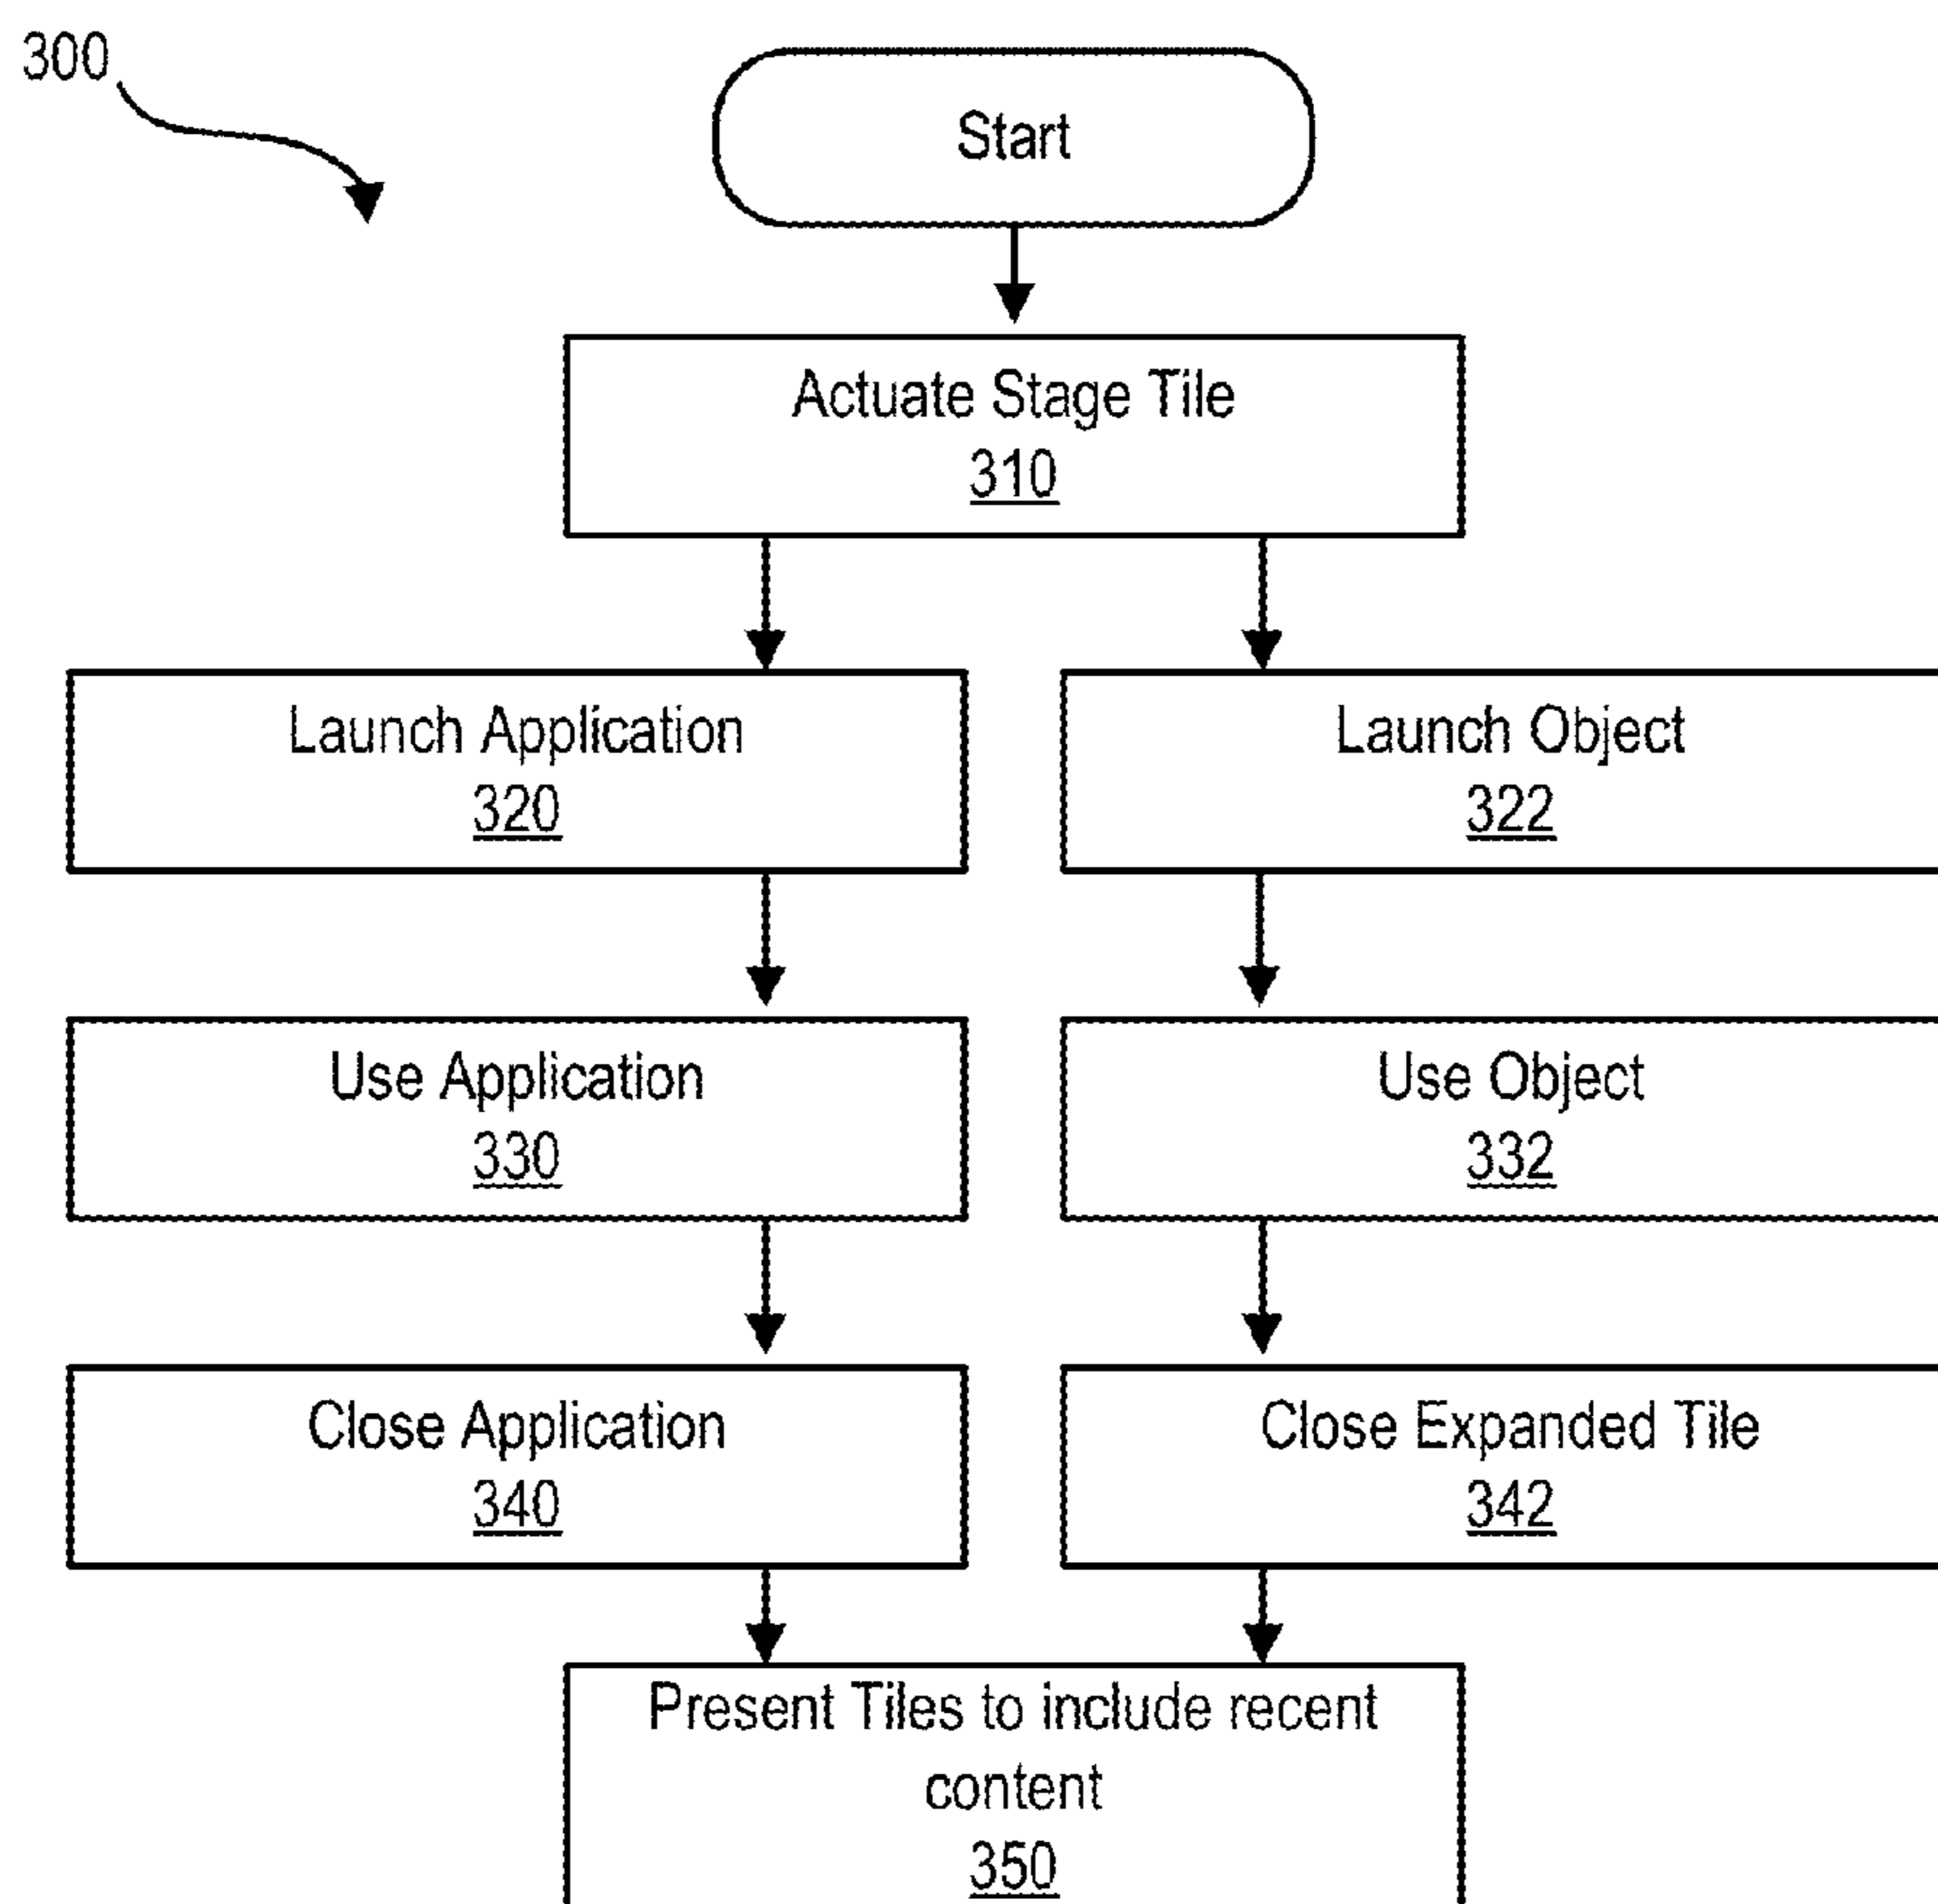 300
Start
Actuate Stage Tile
310
Launch Application
320
Launch Object
322
Use Application
330
Use Object
332
Close Application
340
Close Expanded Tile
342
Present Tiles to include recent
content
350